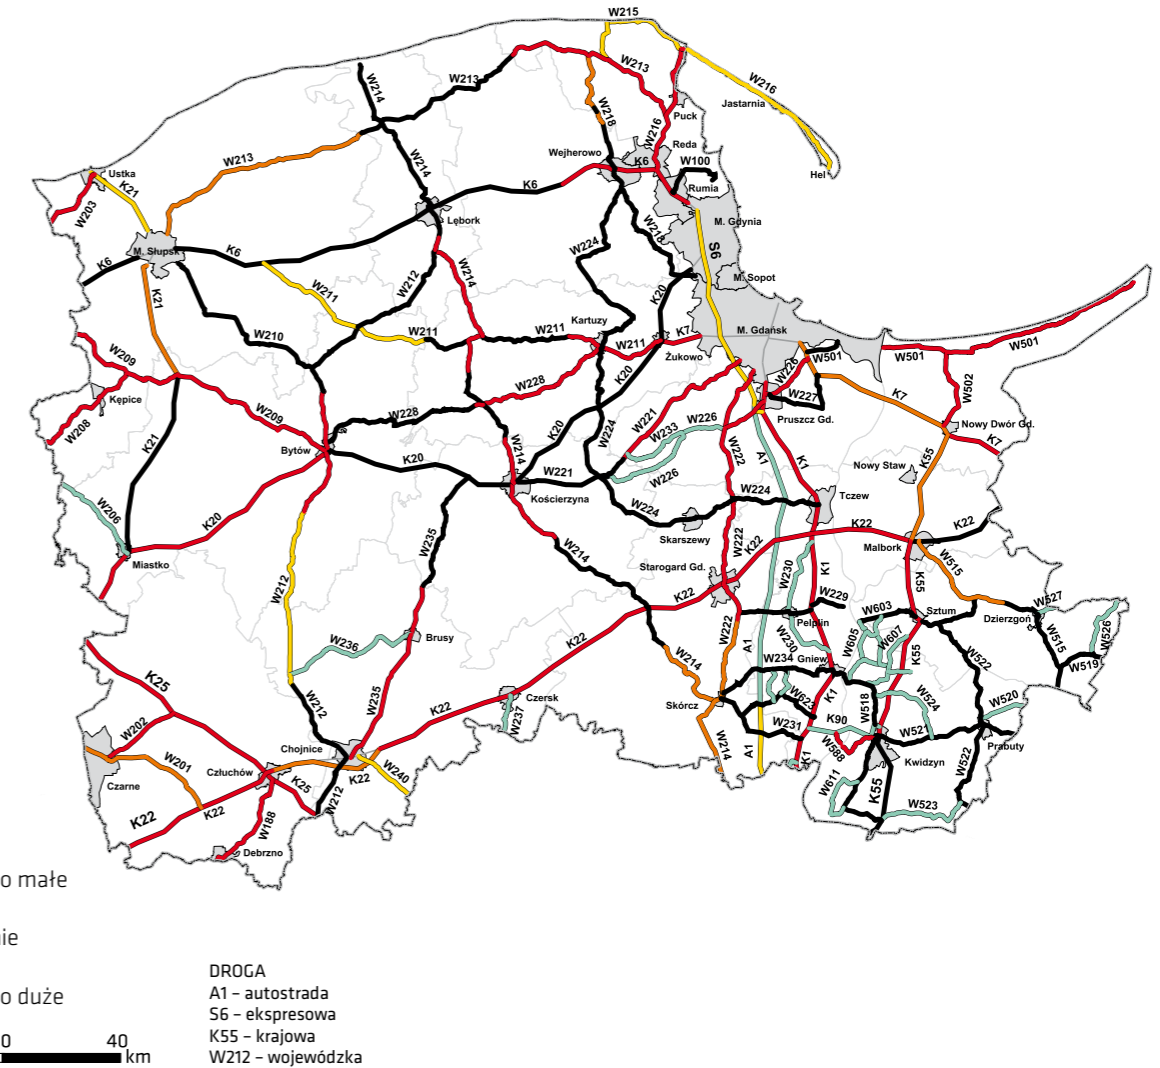 W215
W213
W216
W213
W214
Jastarnia
W218
Puck
W216
Reda
Wejherowo
K6
W100
Hel
W213
W214
Ustka
K21
Rumia
K6
W203
Lębork
M. Gdynia
W218
S6
M. Słupsk
K6
K6
W224
W214
M. Sopot
K21
W211
W212
K20
W210
W211
W211
Kartuzy
W211
K7
M. Gdańsk
Żukowo
W501
W501
W501
W209
W226
W502
K20
W228
K7
Kępice
W227
W208
W209
W228
W221
W226
Pruszcz Gd.
Nowy Dwór Gd.
K20
W233
W224
K7
K21
W214
W222
A1
K1
K55
Bytów
K20
W221
W226
Nowy Staw
Kościerzyna
W224
Tczew
W206
K20
W224
Skarszewy
K22
K22
W235
W222
K22
Malbork
Miastko
W214
Starogard Gd.
W230
K1
W515
W212
K22
K55
W229
W603
Sztum
W527
Dzierzgoń
W236
Brusy
K22
W222
Pelplin
W605
W607
W515
W526
W230
A1
K55
W522
W519
W214
W234
Gniew
K25
W235
Czersk
K1
W518
W524
W520
W212
K22
Skórcz
W623
W202
W237
W231
K90
W521
Prabuty
Chojnice
W214
A1
K1
W588
W201
Człuchów
Kwidzyn
W522
Czarne
K25
K22
W240
W611
K55
W212
K22
K22
W188
W523
Debrzno
o małe
ie
o duże
0
40
km
DROGA
A1 – autostrada
S6 – ekspresowa
K55 – krajowa
W212 – wojewódzka